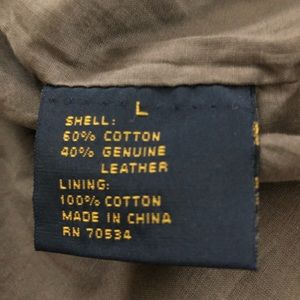 L
SHELL:
60% COTTON
40% GENUINE
LEATHER
LINING:
100% COTTON
MADE IN CHINA
RN 70534